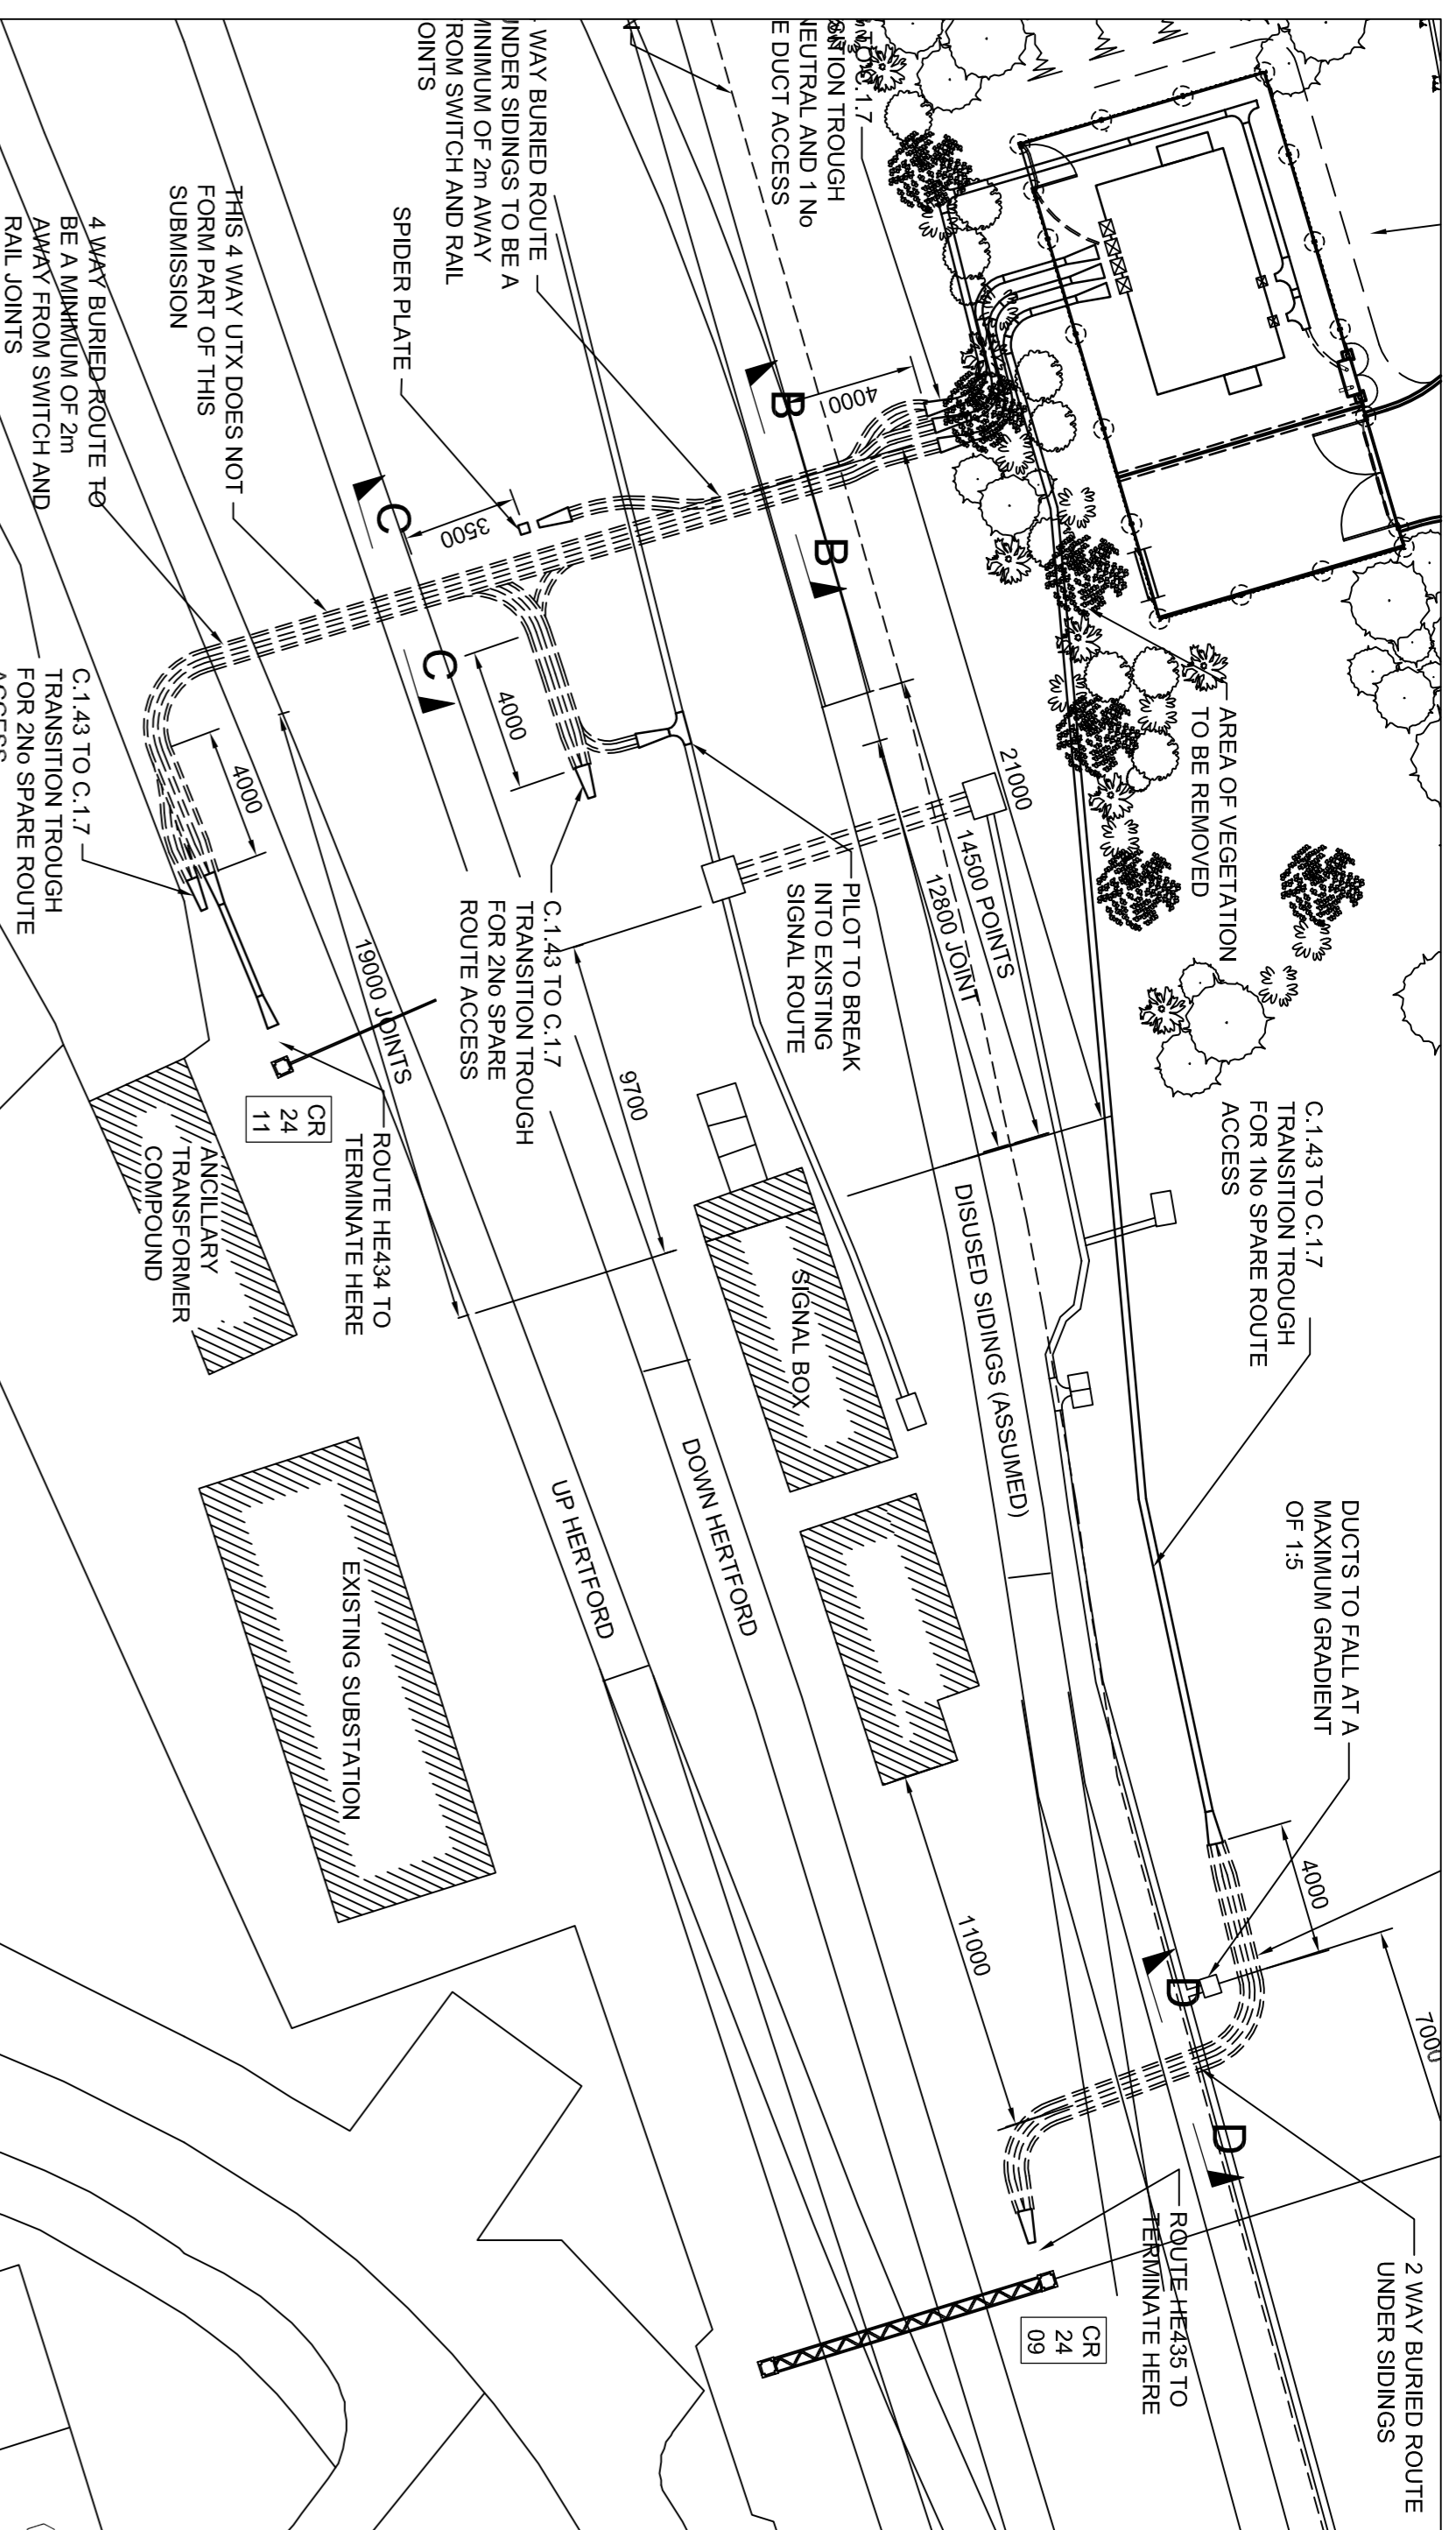 C.1.7
SITION TROUGH
NEUTRAL AND 1 No
E DUCT ACCESS
WAY BURIED ROUTE
UNDER SIDINGS TO BE A
MINIMUM OF 2m AWAY
FROM SWITCH AND RAIL
OINTS
SPIDER PLATE
THIS 4 WAY UTX DOES NOT
FORM PART OF THIS
SUBMISSION
4 WAY BURIED ROUTE TO
BE A MINIMUM OF 2m
AWAY FROM SWITCH AND
RAIL JOINTS
B
B
4000
C
C
3500
4000
4000
C.1.43 TO C.1.7
TRANSITION TROUGH
FOR 2No SPARE ROUTE
ACCESS
AREA OF VEGETATION
TO BE REMOVED
21000
14500 POINTS
12800 JOINT
PILOT TO BREAK
INTO EXISTING
SIGNAL ROUTE
C.1.43 TO C.1.7
TRANSITION TROUGH
FOR 2No SPARE
ROUTE ACCESS
19000 JOINTS
9700
CR
24
11
ROUTE HE434 TO
TERMINATE HERE
ANCILLARY
TRANSFORMER
COMPOUND
C.1.43 TO C.1.7
TRANSITION TROUGH
FOR 1No SPARE ROUTE
ACCESS
DISUSED SIDINGS (ASSUMED)
SIGNAL BOX
DOWN HERTFORD
UP HERTFORD
EXISTING SUBSTATION
DUCTS TO FALL AT A
MAXIMUM GRADIENT
OF 1:5
4000
7000
11000
D
D
2 WAY BURIED ROUTE
UNDER SIDINGS
ROUTE HE435 TO
TERMINATE HERE
CR
24
09